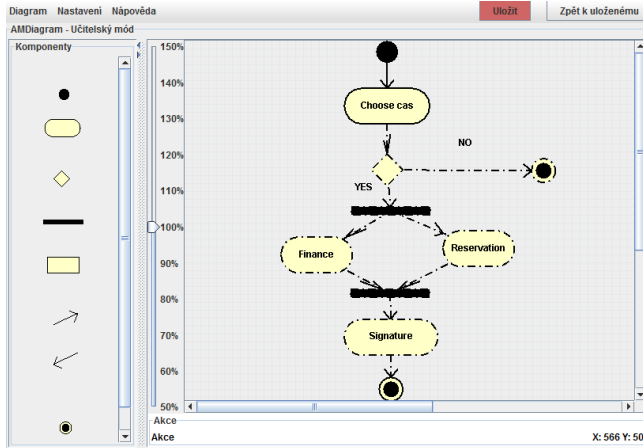 Diagram Nastavení Nápověda Uložit Zpět k uloženému
AMDiagram - Učitelský mód
Komponenty
150%
140%
130%
120%
110%
100%
90%
80%
70%
60%
50%
Choose cas
NO
YES
Finance
Reservation
Signature
Akce
Akce
X: 566 Y: 50